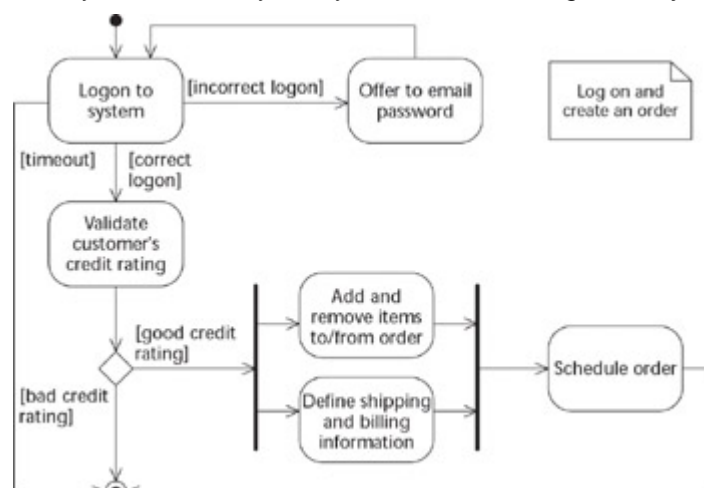 Logon to
system
[incorrect logon]
Offer to email
password
Log on and
create an order
[timeout]
[correct
logon]
Validate
customer's
credit rating
[good credit
rating]
Add and
remove items
to/from order
Schedule order
[bad credit
rating]
Define shipping
and billing
information